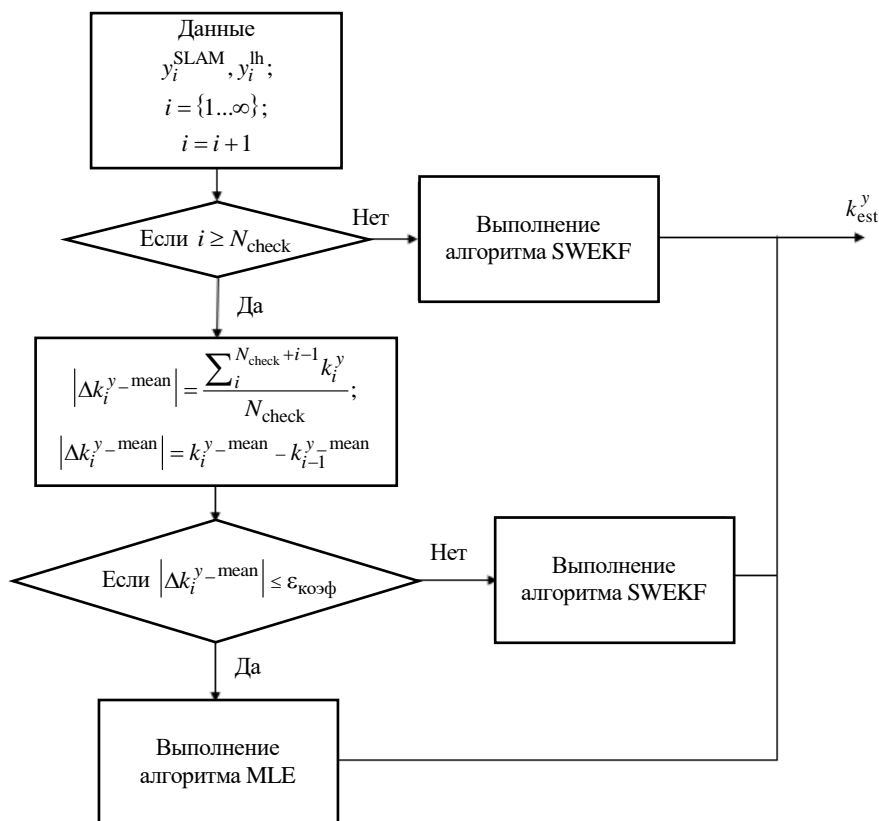 Данные
y_i^SLAM, y_i^lh;
i = {1...∞};
i = i + 1
Если i ≥ N_check
Нет
Выполнение
алгоритма SWEKF
k_est^y
Да
|Δk_i^{y_mean}| = (∑_i^{N_check + i−1} k_i^y) / N_check;
|Δk_i^{y_mean}| = k_i^{y_mean} − k_{i−1}^{y_mean}
Если |Δk_i^{y_mean}| ≤ ε_коэф
Нет
Выполнение
алгоритма SWEKF
Да
Выполнение
алгоритма MLE